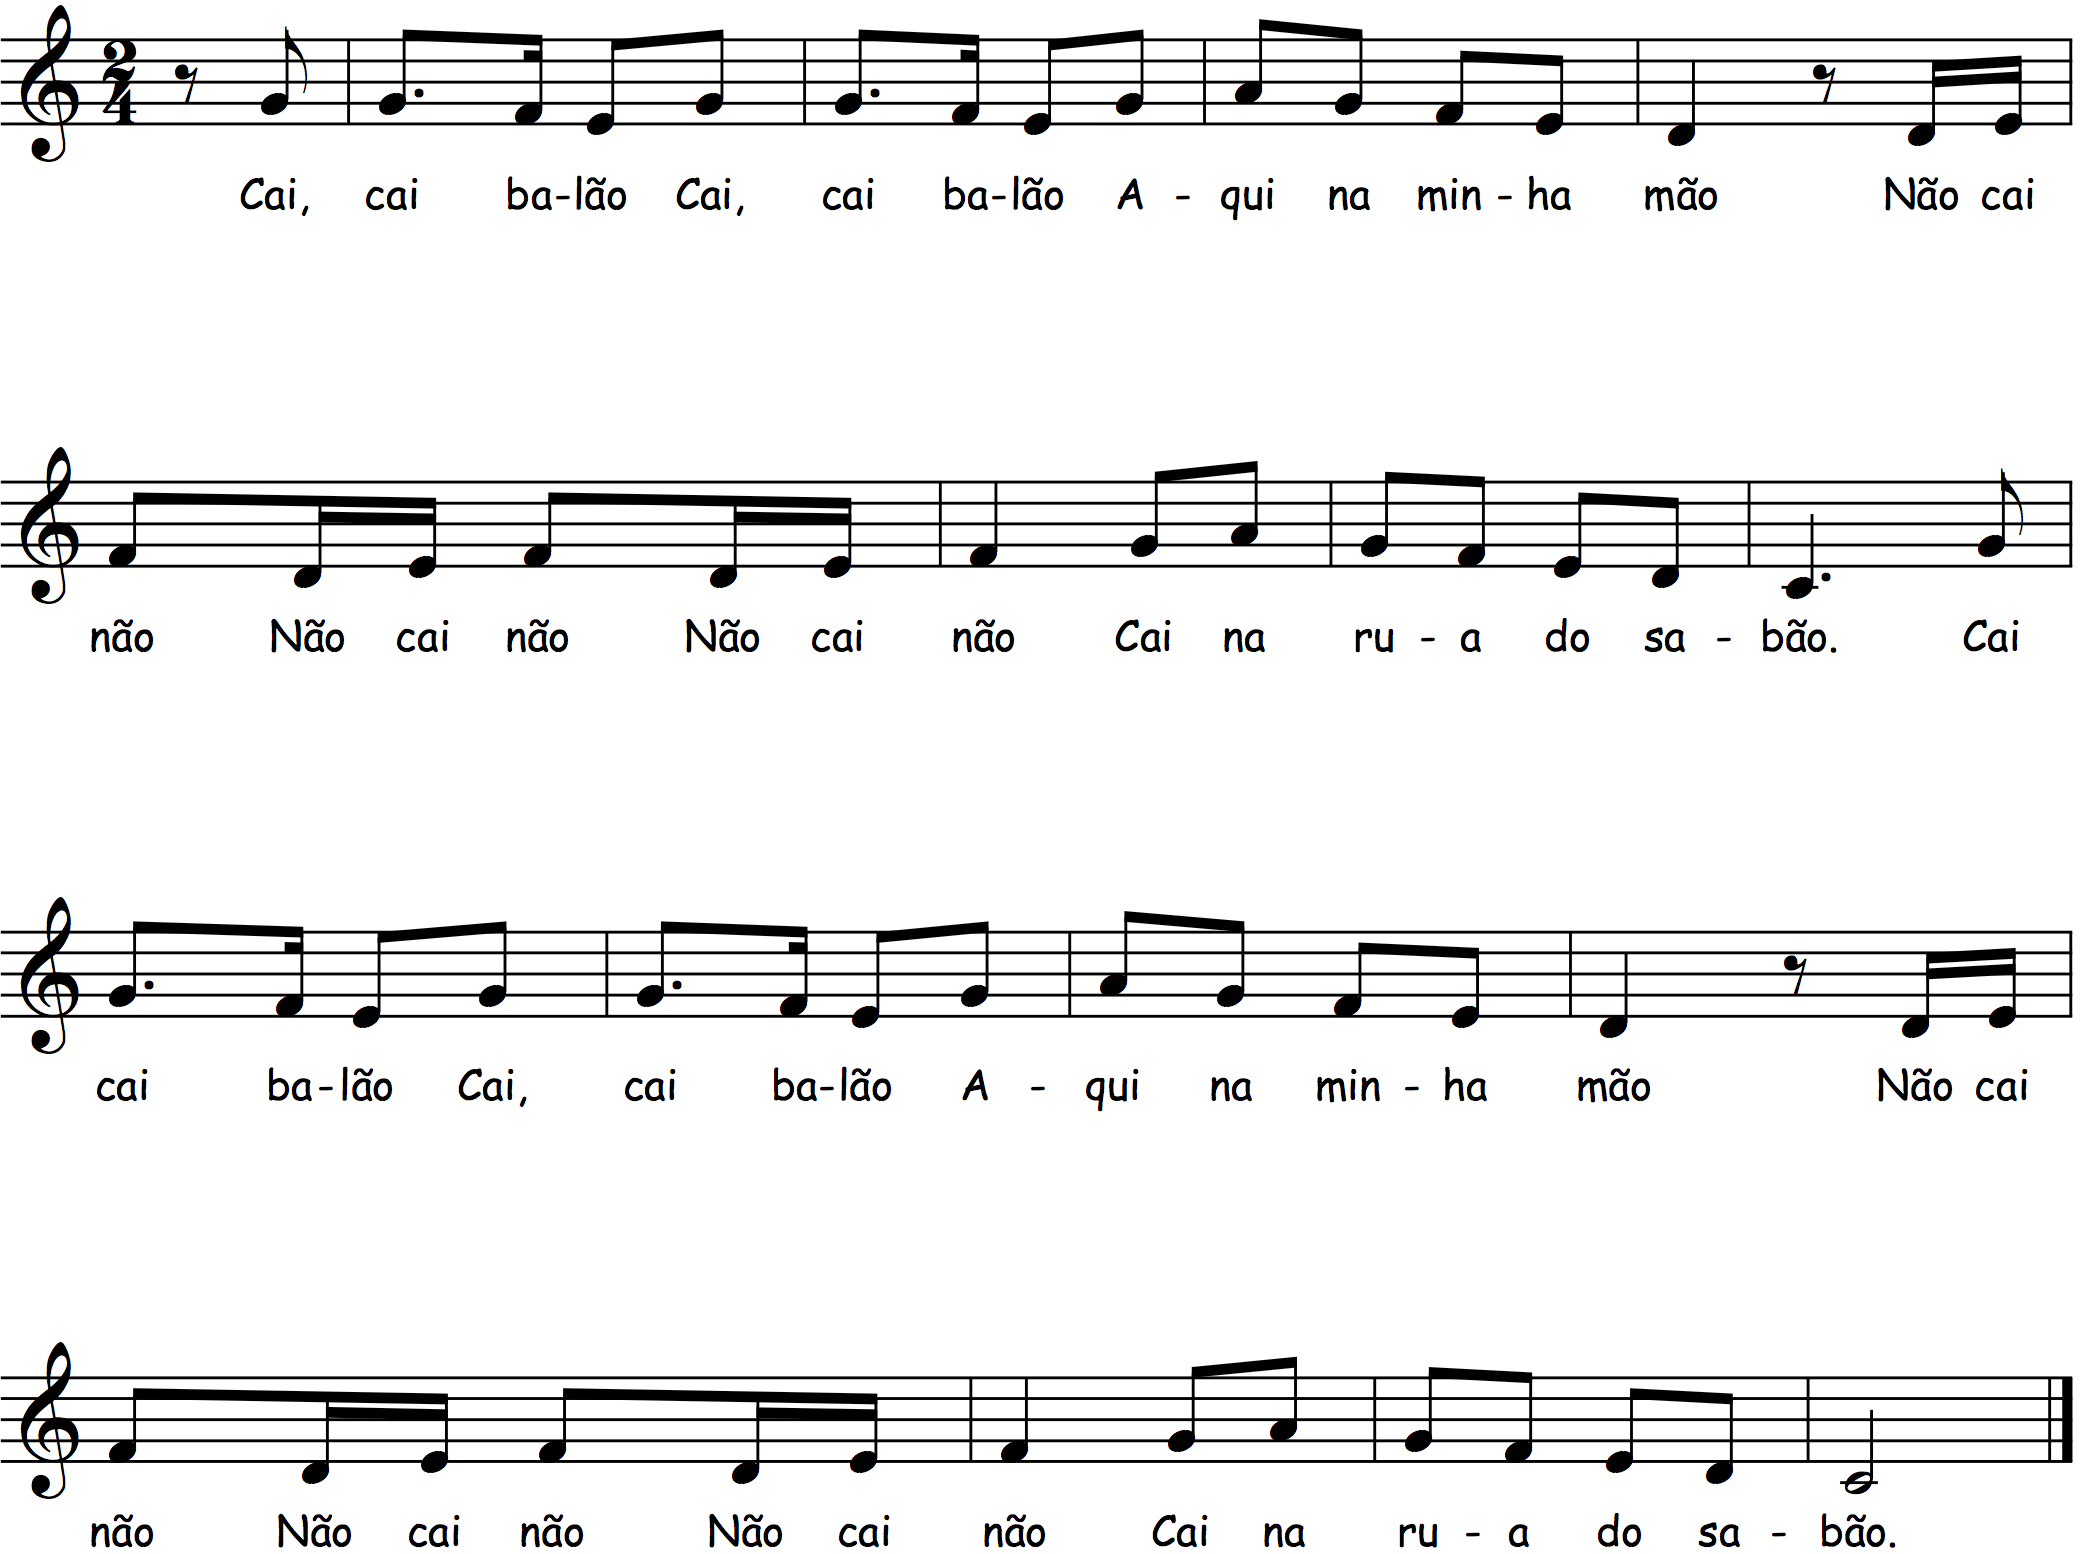 2
4
Cai, cai ba-lão Cai, cai ba-lão A - qui na min - ha mão Não cai
não Não cai não Não cai não Cai na ru - a do sa - bão. Cai
cai ba-lão Cai, cai ba-lão A - qui na min - ha mão Não cai
não Não cai não Não cai não Cai na ru - a do sa - bão.